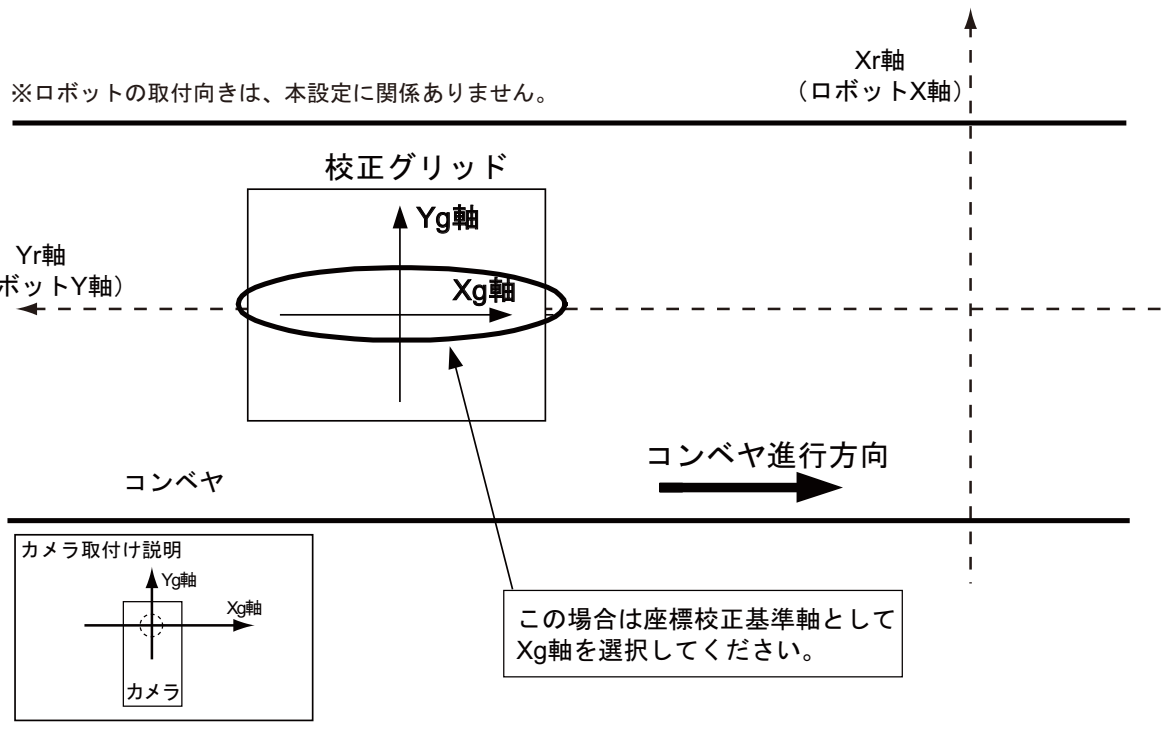 Xr軸
（ロボットX軸）
※ロボットの取付向きは、本設定に関係ありません。
校正グリッド
Yg軸
Yr軸
ボットY軸）
Xg軸
コンベヤ進行方向
コンベヤ
カメラ取付け説明
Yg軸
Xg軸
カメラ
この場合は座標校正基準軸として
Xg軸を選択してください。